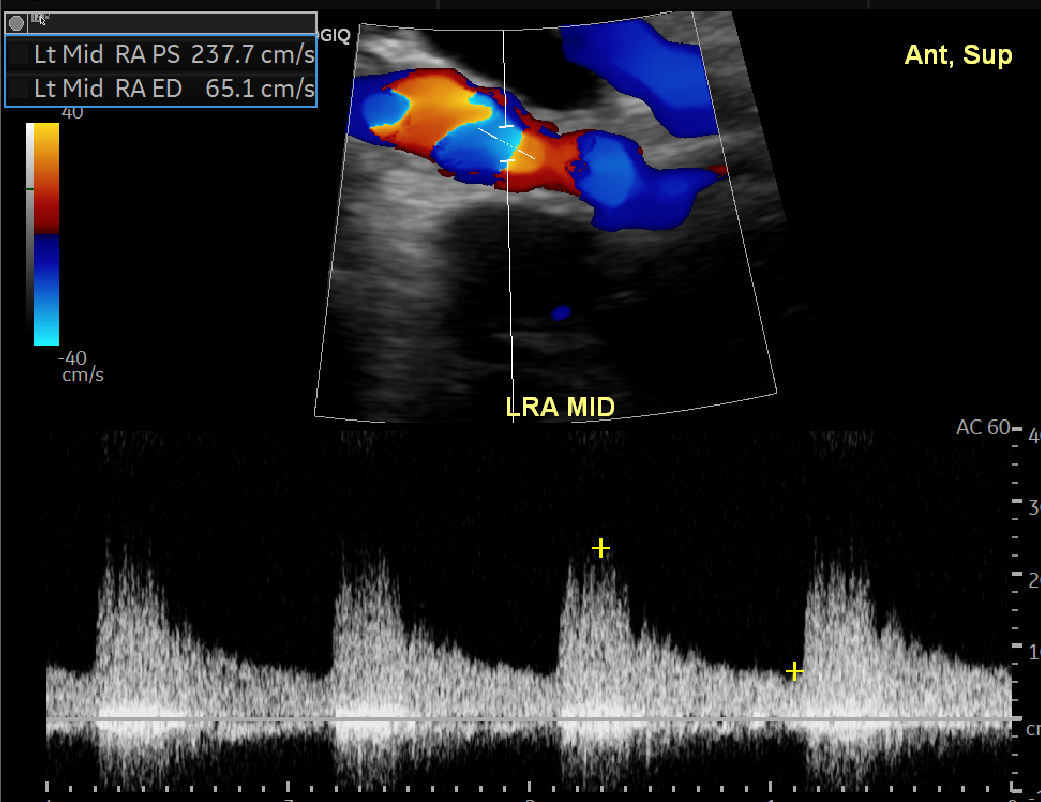 OGIQ
Lt Mid RA PS 237.7 cm/s
Lt Mid RA ED 65.1 cm/s
Ant, Sup
40
-40
cm/s
LRA MID
AC 60